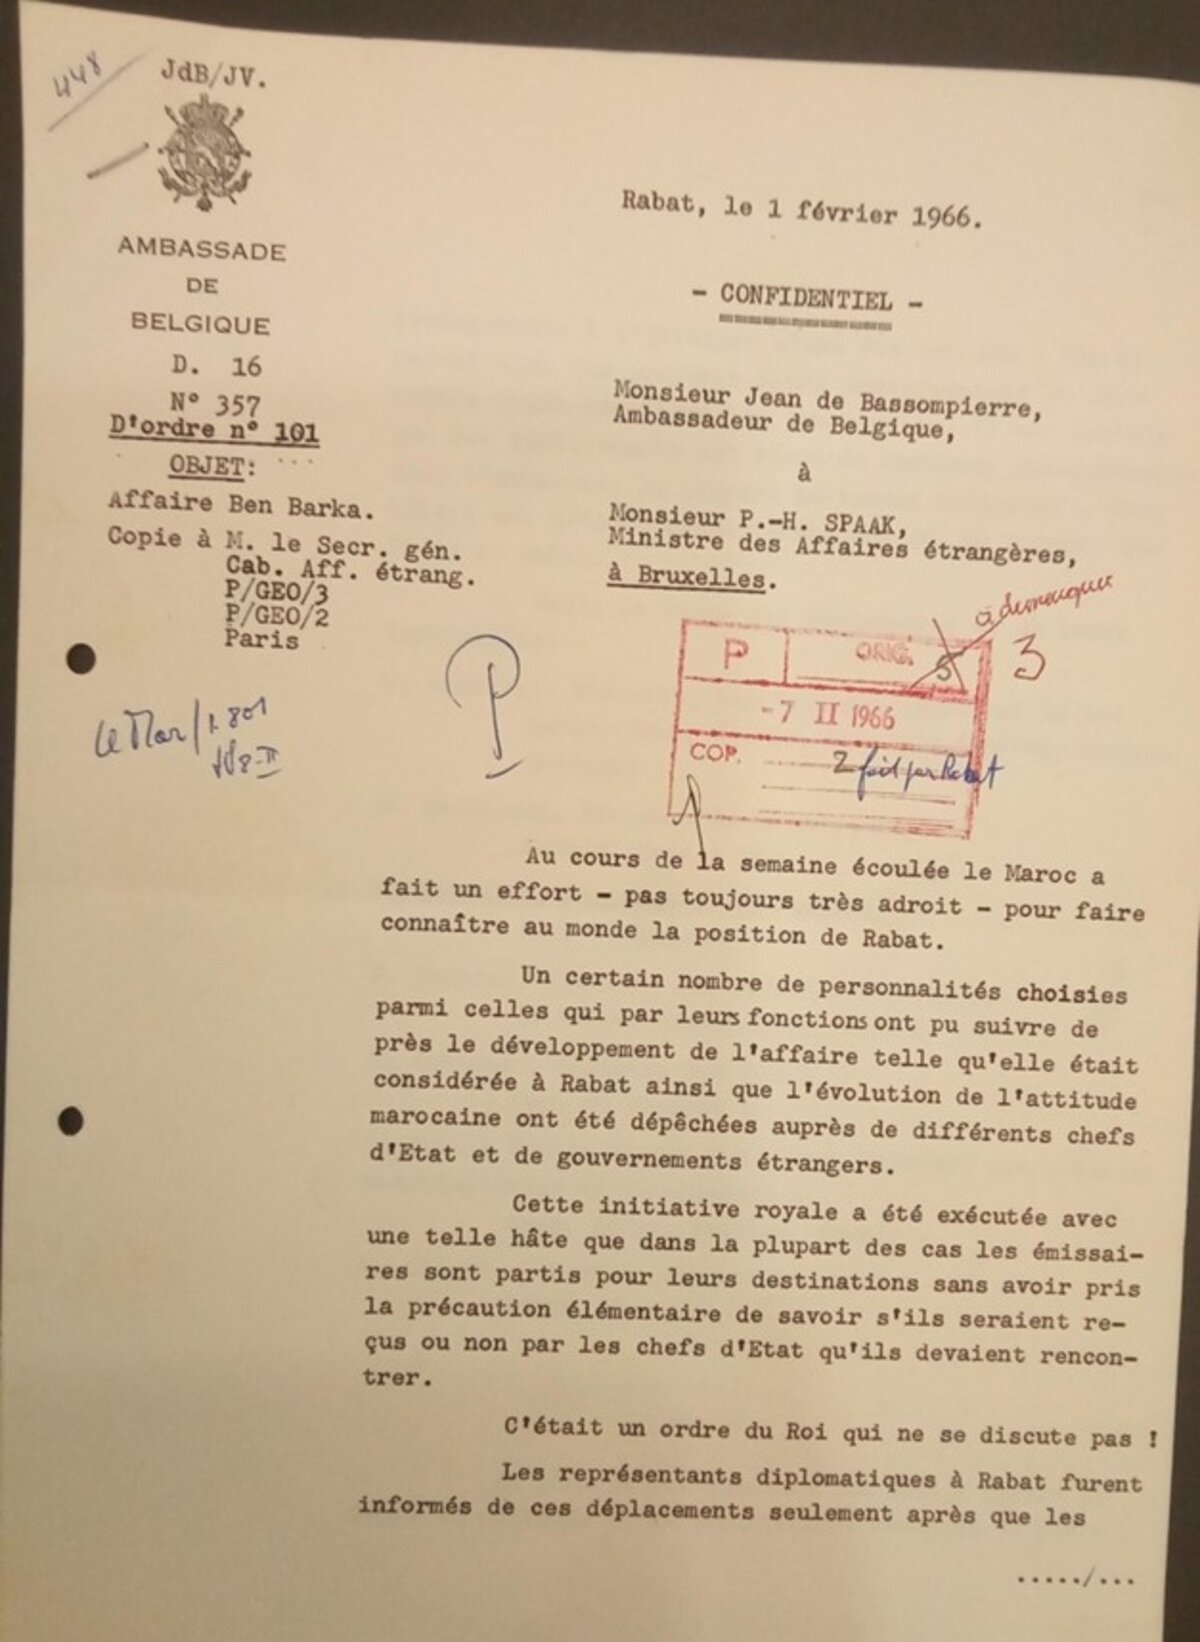 448
JdB/JV.
AMBASSADE
DE
BELGIQUE
D. 16
N° 357
D'ordre n° 101
OBJET:
Affaire Ben Barka.
Copie à M. le Secr. gén.
Cab. Aff. étrang.
P/GEO/3
P/GEO/2
Paris
Rabat, le 1 février 1966.
- CONFIDENTIEL -
Monsieur Jean de Bassompierre,
Ambassadeur de Belgique,
à
Monsieur P.-H. SPAAK,
Ministre des Affaires étrangères,
à Bruxelles.
P
P ORIG. 5 3
-7 II 1966
COP. 2 fait par Rabat
Au cours de la semaine écoulée le Maroc a
fait un effort - pas toujours très adroit - pour faire
connaître au monde la position de Rabat.
Un certain nombre de personnalités choisies
parmi celles qui par leurs fonctions ont pu suivre de
près le développement de l'affaire telle qu'elle était
considérée à Rabat ainsi que l'évolution de l'attitude
marocaine ont été dépêchées auprès de différents chefs
d'Etat et de gouvernements étrangers.
Cette initiative royale a été exécutée avec
une telle hâte que dans la plupart des cas les émissai-
res sont partis pour leurs destinations sans avoir pris
la précaution élémentaire de savoir s'ils seraient re-
çus ou non par les chefs d'Etat qu'ils devaient rencon-
trer.
C'était un ordre du Roi qui ne se discute pas !
Les représentants diplomatiques à Rabat furent
informés de ces déplacements seulement après que les
...../...